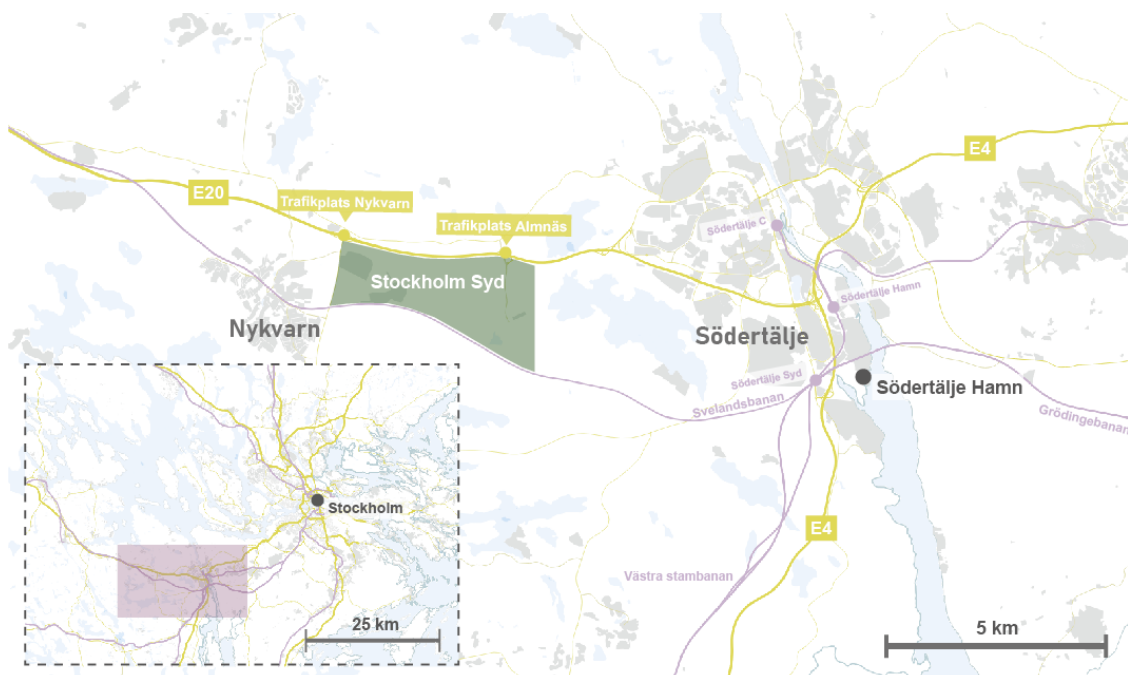 E4
E20
Trafikplats Nykvarn
Trafikplats Almnäs
Södertälje C
Stockholm Syd
Södertälje Hamn
Nykvarn
Södertälje
Södertälje Syd
Södertälje Hamn
Svelandsbanan
Grödingebanan
Stockholm
E4
Västra stambanan
25 km
5 km